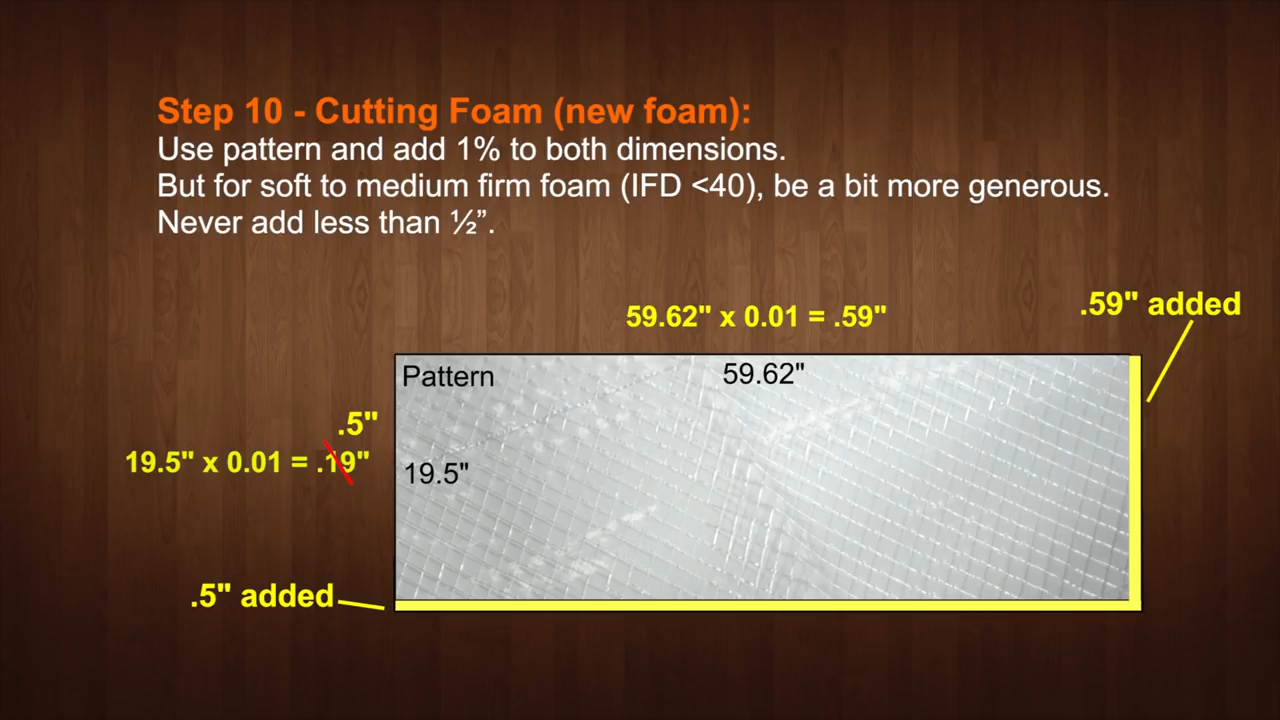 Step 10 - Cutting Foam (new foam):
Use pattern and add 1% to both dimensions.
But for soft to medium firm foam (IFD <40), be a bit more generous.
Never add less than ½”.
.59" added
59.62" x 0.01 = .59"
Pattern
59.62"
.5"
19.5" x 0.01 = .19"
19.5"
.5" added